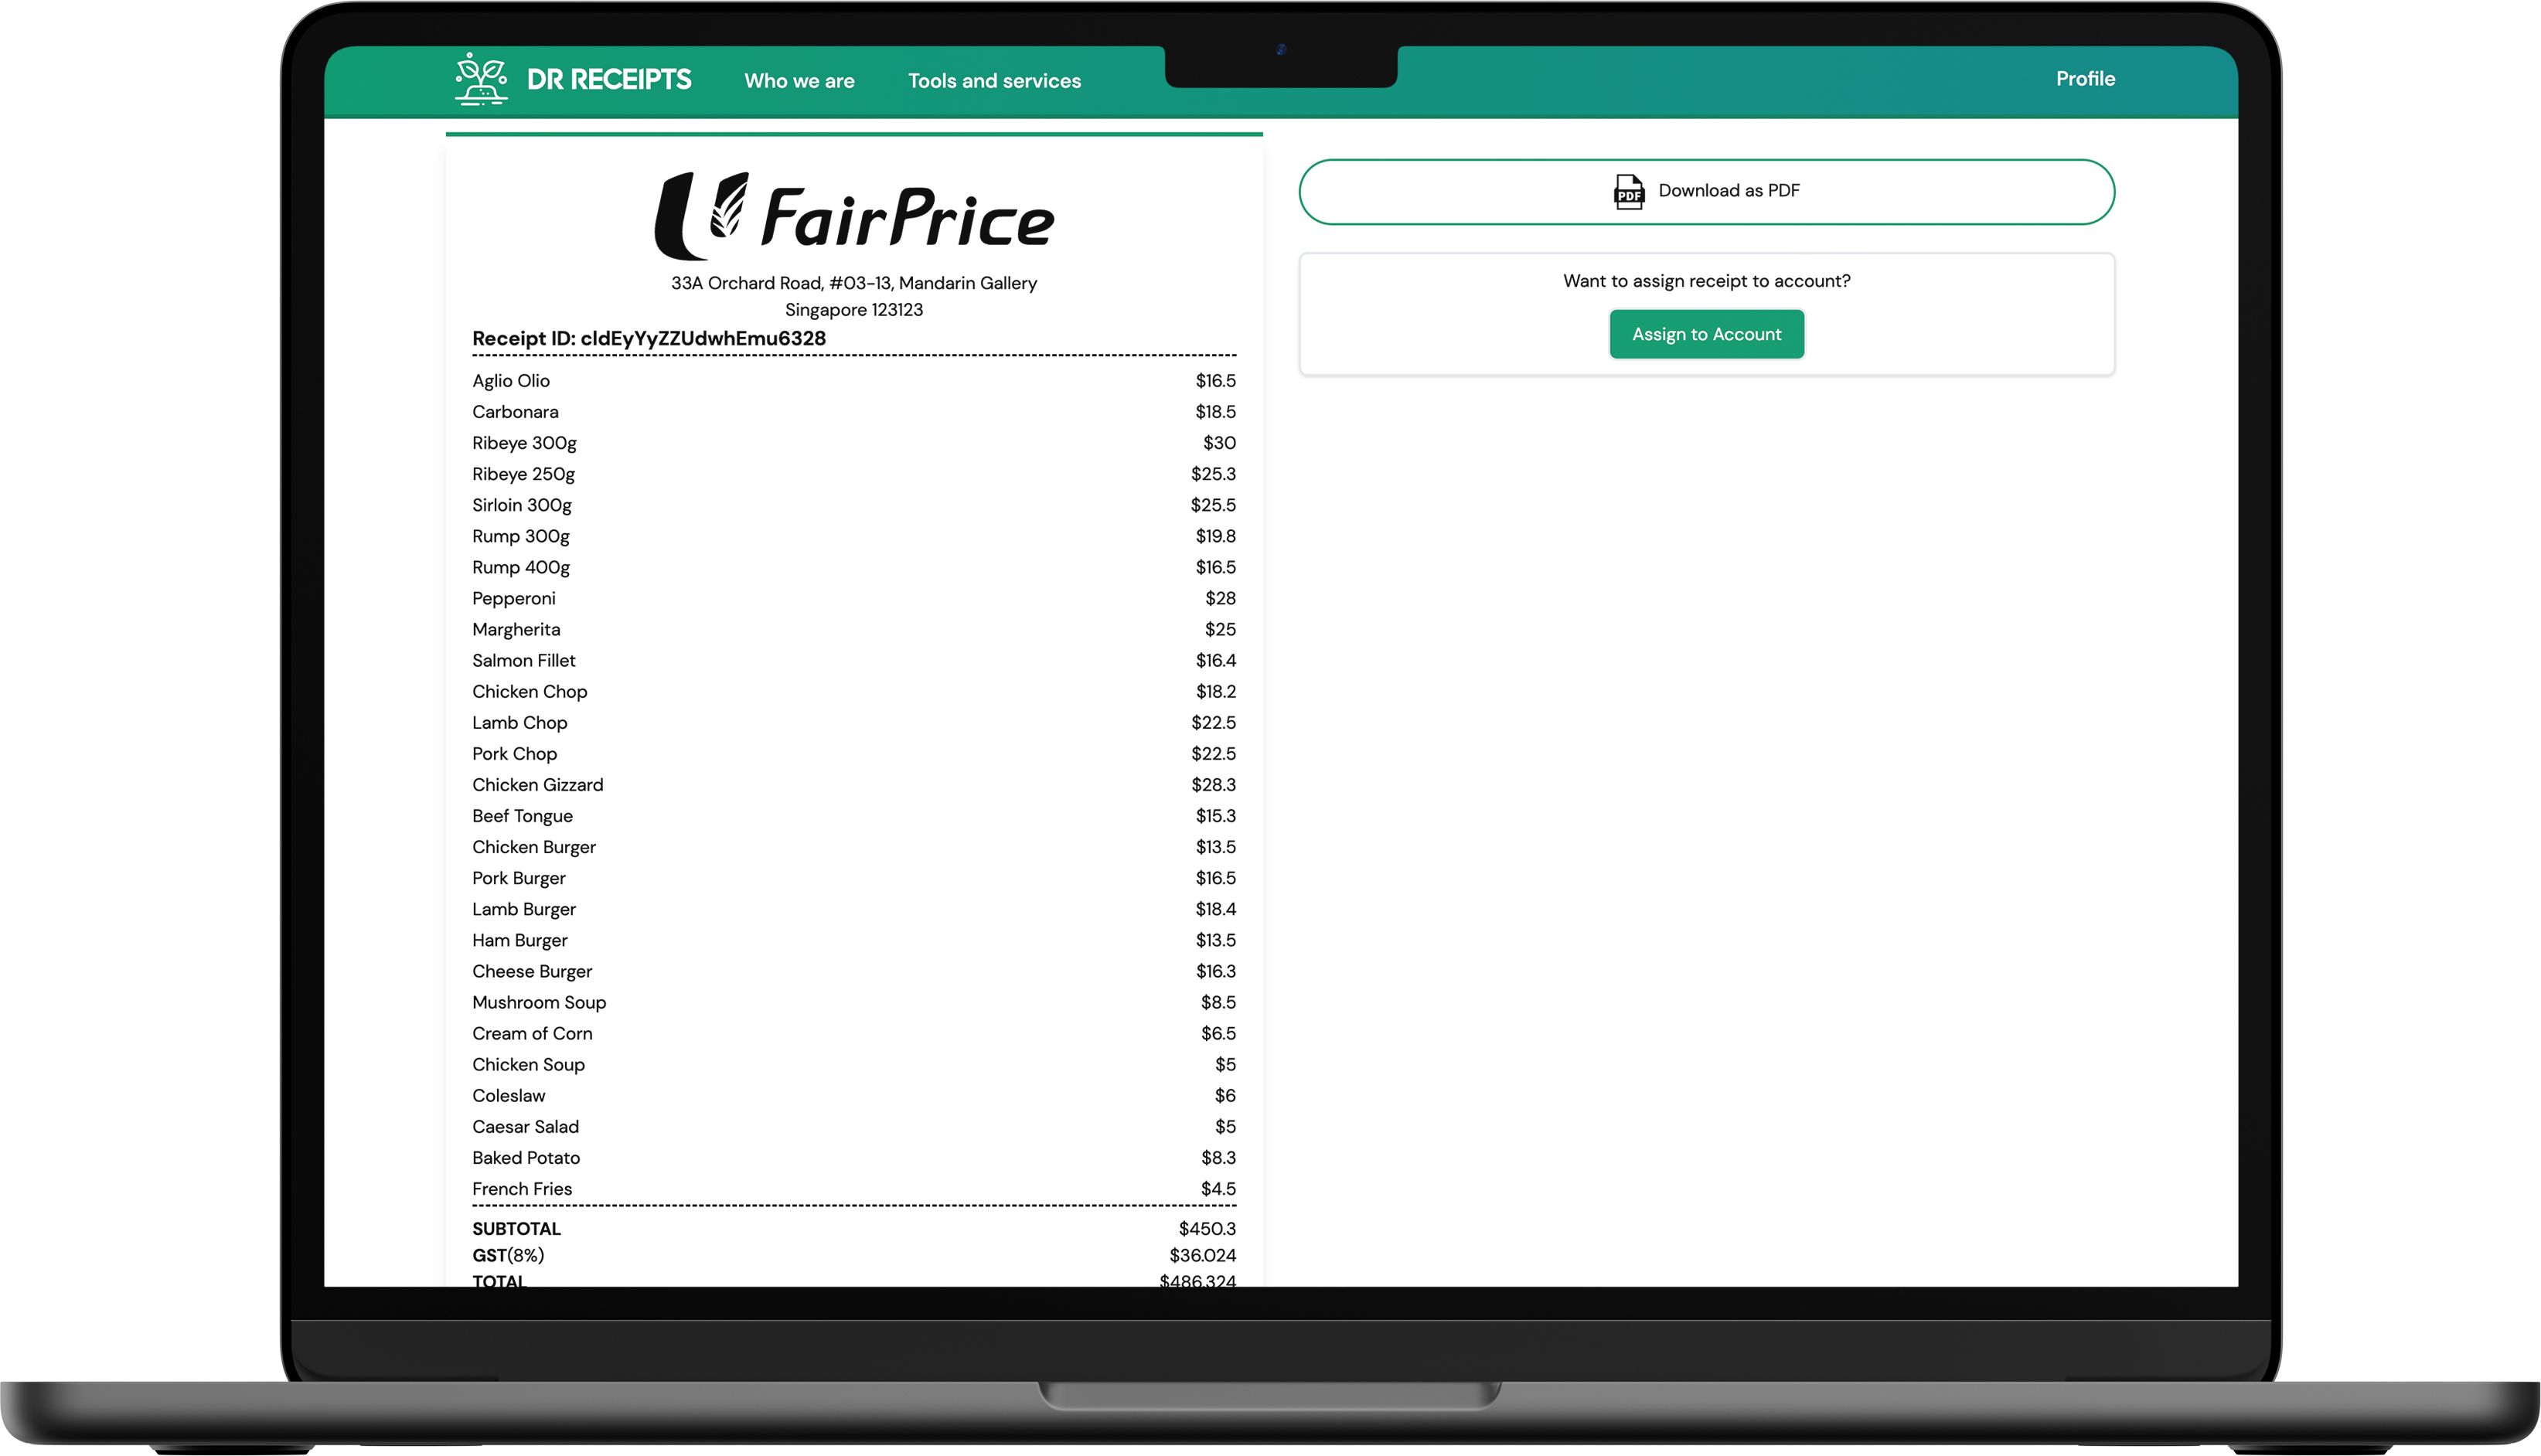 DR RECEIPTS Who we are Tools and services Profile
FairPrice
33A Orchard Road, #03-13, Mandarin Gallery
Singapore 123123
Receipt ID: cldEyYyZZUdwhEmu6328
Aglio Olio $16.5
Carbonara $18.5
Ribeye 300g $30
Ribeye 250g $25.3
Sirloin 300g $25.5
Rump 300g $19.8
Rump 400g $16.5
Pepperoni $28
Margherita $25
Salmon Fillet $16.4
Chicken Chop $18.2
Lamb Chop $22.5
Pork Chop $22.5
Chicken Gizzard $28.3
Beef Tongue $15.3
Chicken Burger $13.5
Pork Burger $16.5
Lamb Burger $18.4
Ham Burger $13.5
Cheese Burger $16.3
Mushroom Soup $8.5
Cream of Corn $6.5
Chicken Soup $5
Coleslaw $6
Caesar Salad $5
Baked Potato $8.3
French Fries $4.5
SUBTOTAL $450.3
GST(8%) $36.024
TOTAL $486.324
PDF Download as PDF
Want to assign receipt to account?
Assign to Account